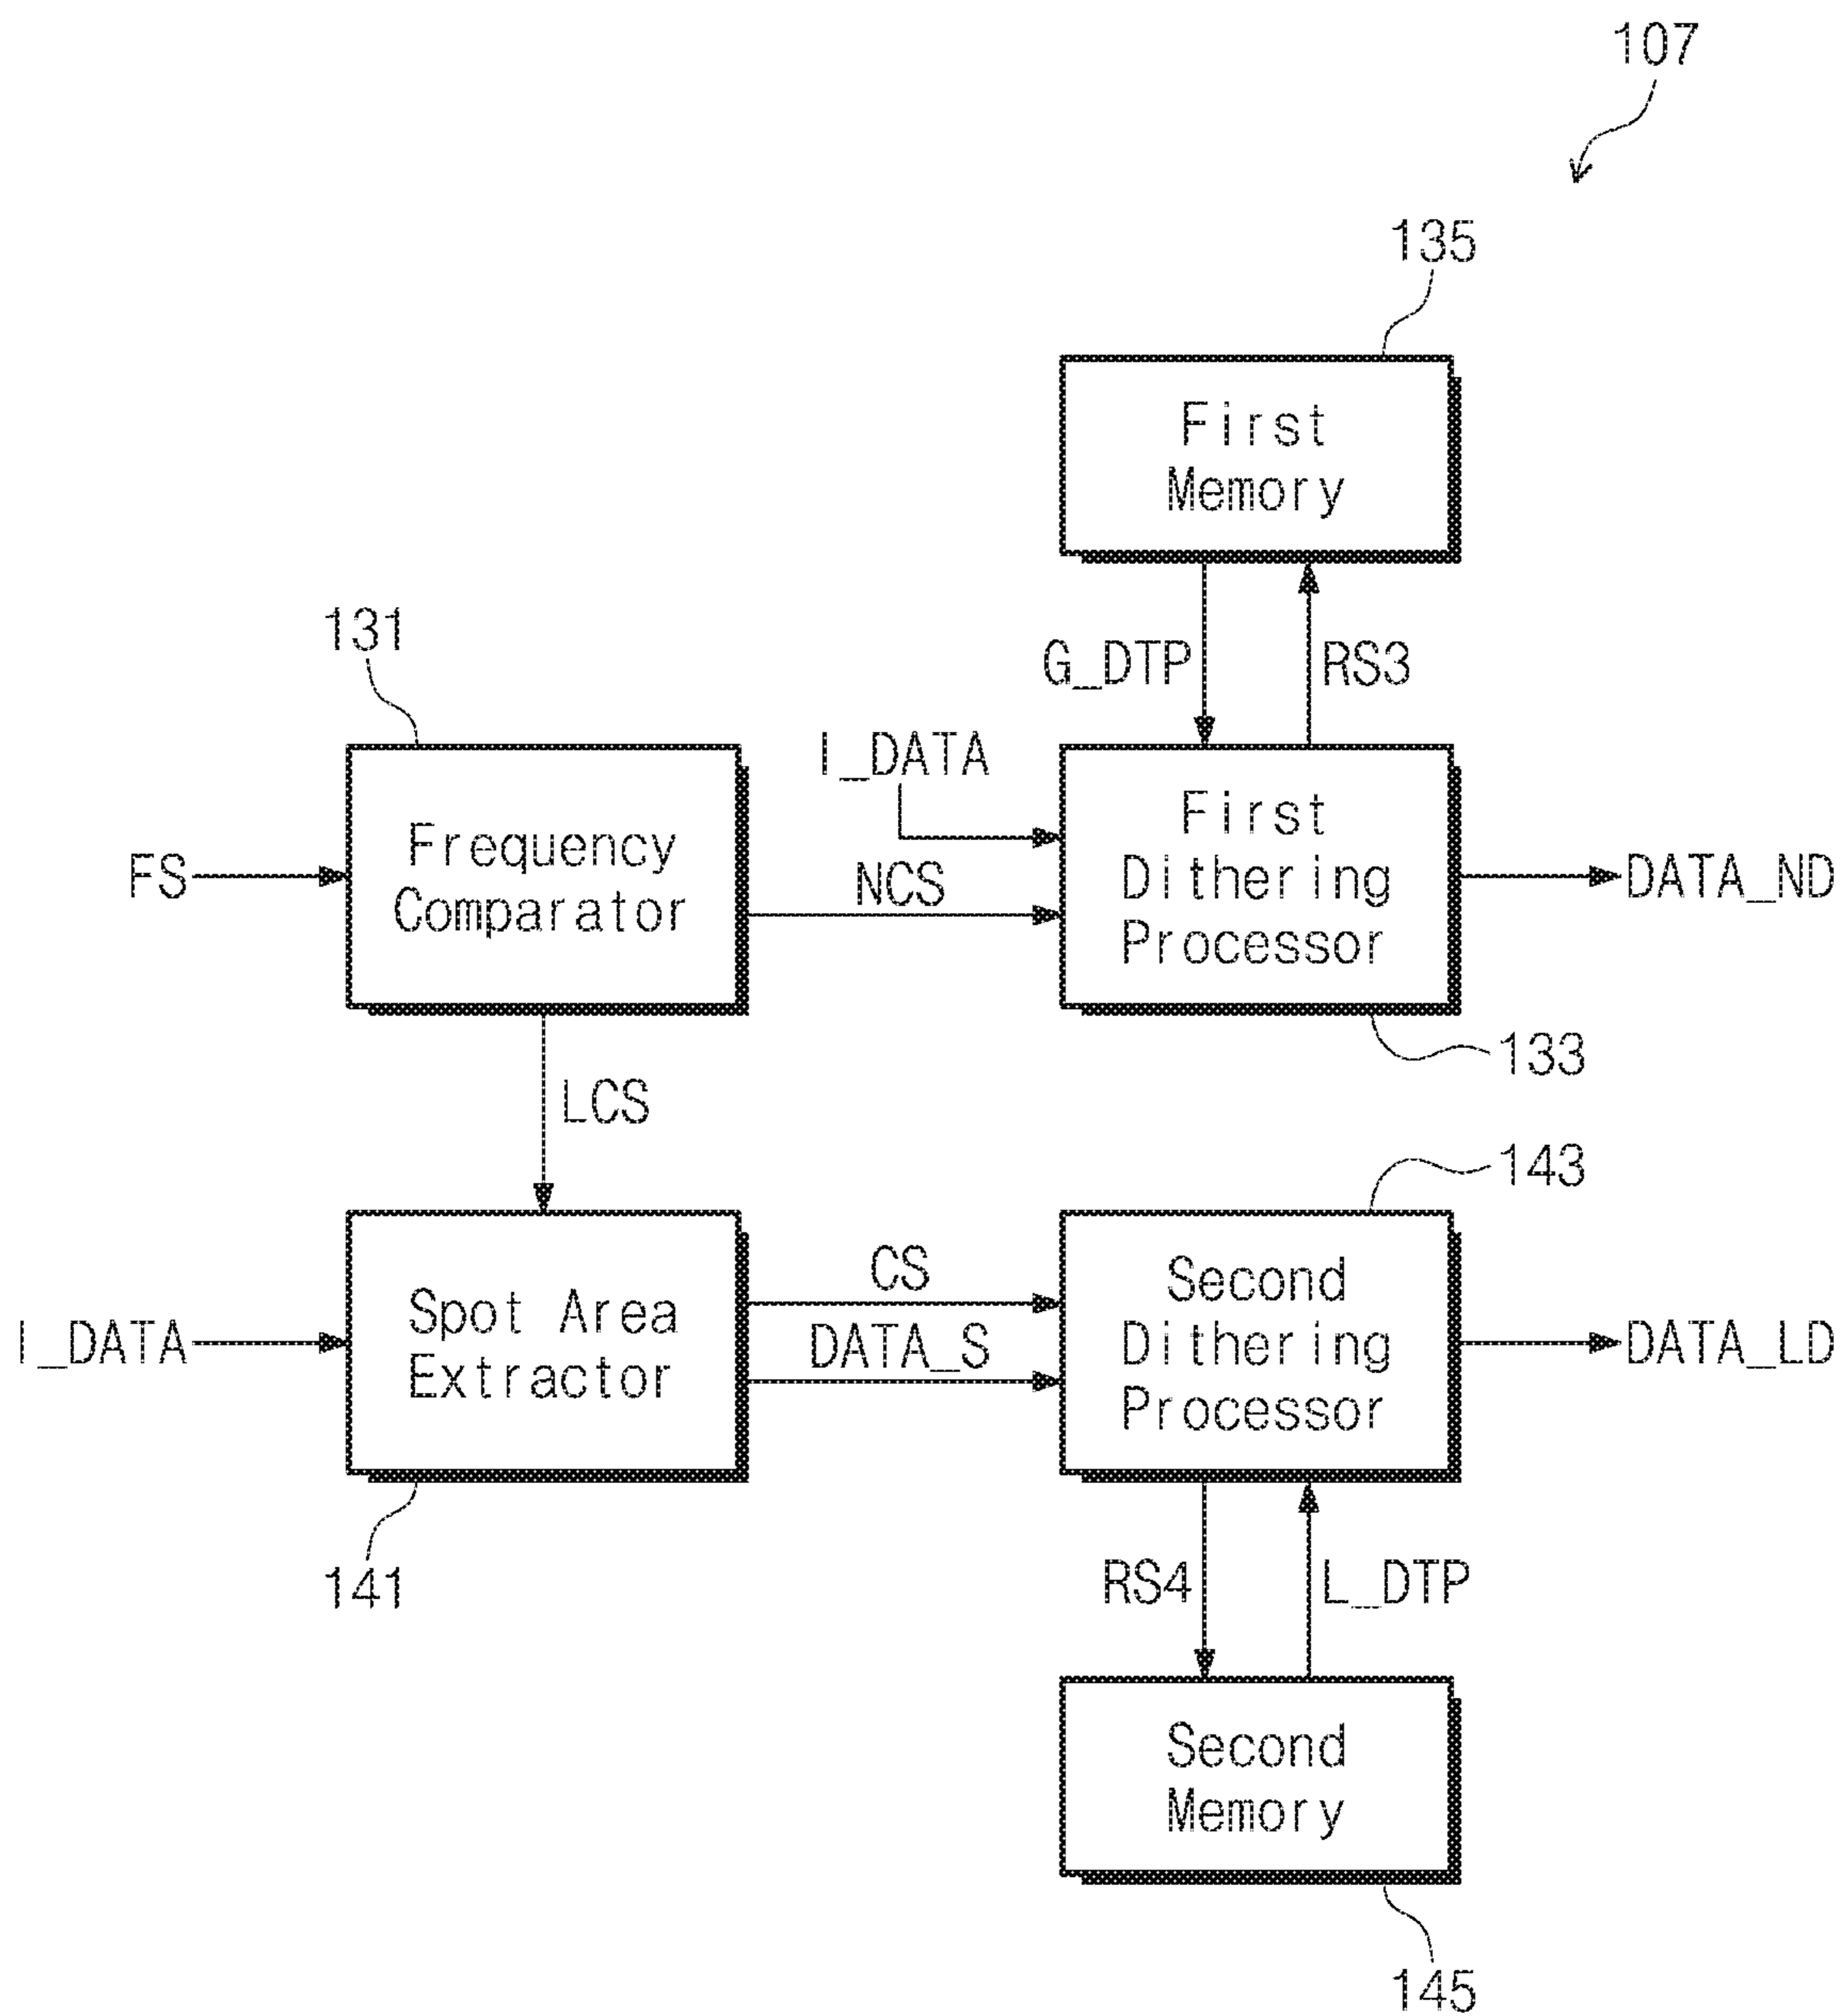 107
135
First
Memory
131
G_DTP
RS3
I_DATA
First
Dithering
Processor
Frequency
Comparator
FS
NCS
DATA_ND
133
LCS
143
CS
Second
Dithering
Processor
Spot Area
Extractor
I_DATA
DATA_S
DATA_LD
141
RS4
L_DTP
Second
Memory
145